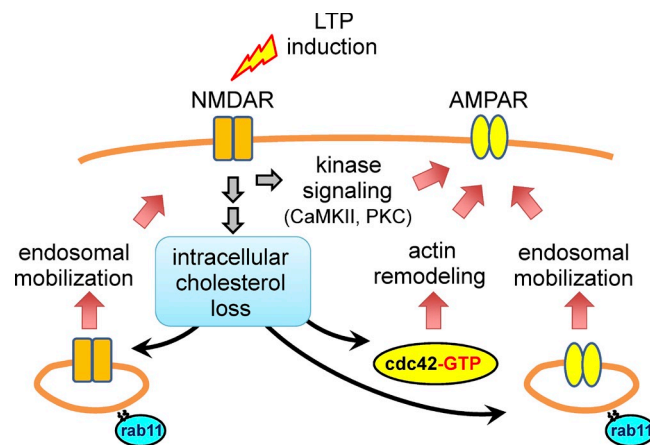 LTP
induction
NMDAR
AMPAR
kinase
signaling
(CaMKII, PKC)
endosomal
mobilization
intracellular
cholesterol
loss
actin
remodeling
endosomal
mobilization
cdc42-GTP
rab11
rab11